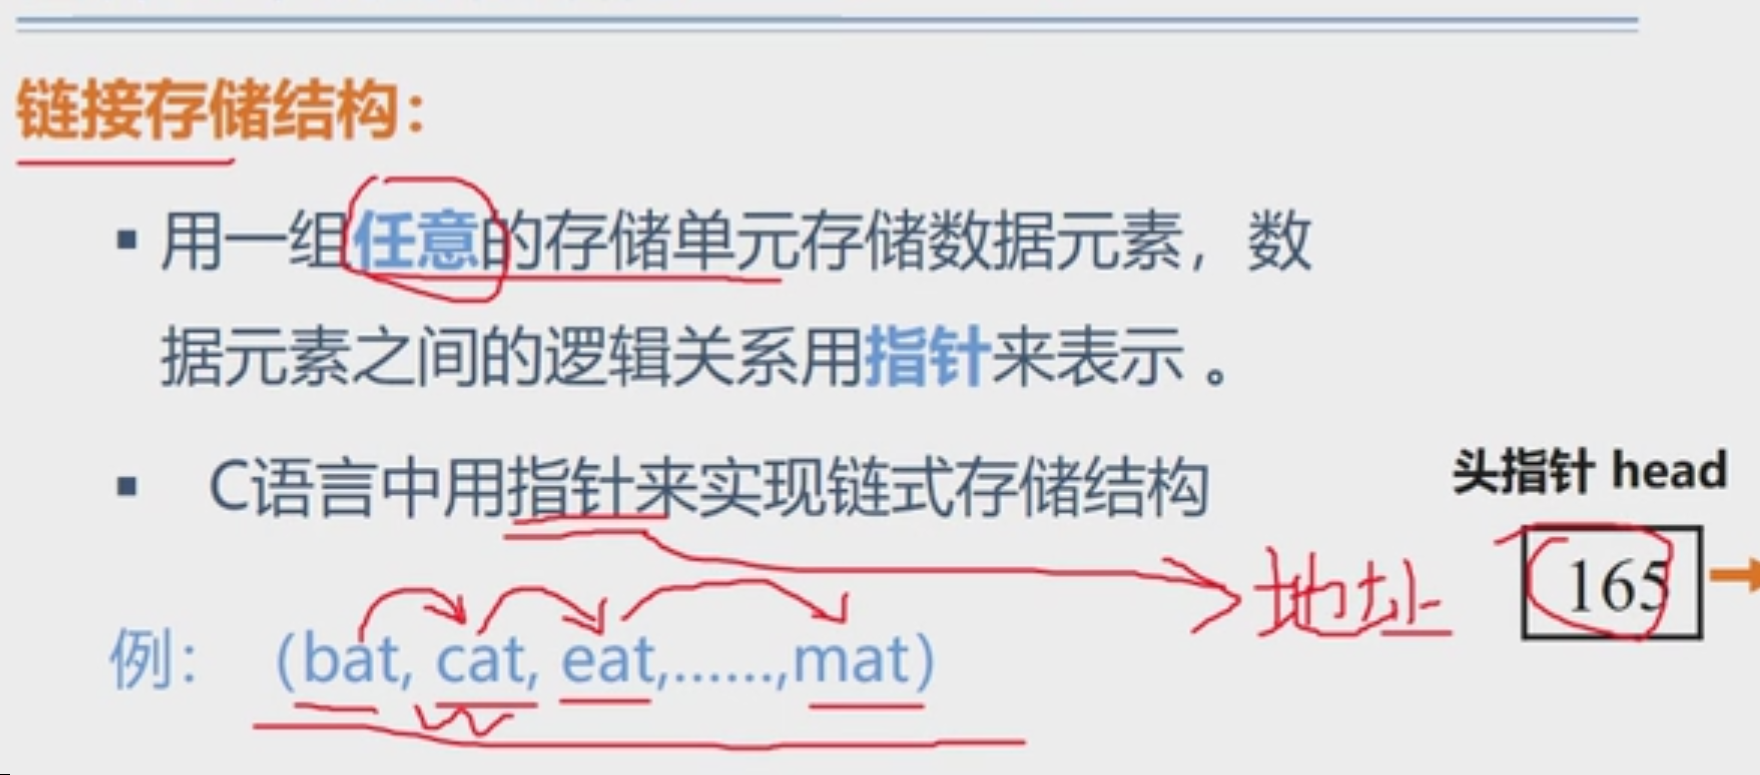 链接存储结构：
▪ 用一组任意的存储单元存储数据元素，数
据元素之间的逻辑关系用指针来表示 。
▪ C语言中用指针来实现链式存储结构
头指针 head
地址
165
例： （bat, cat, eat,......,mat）